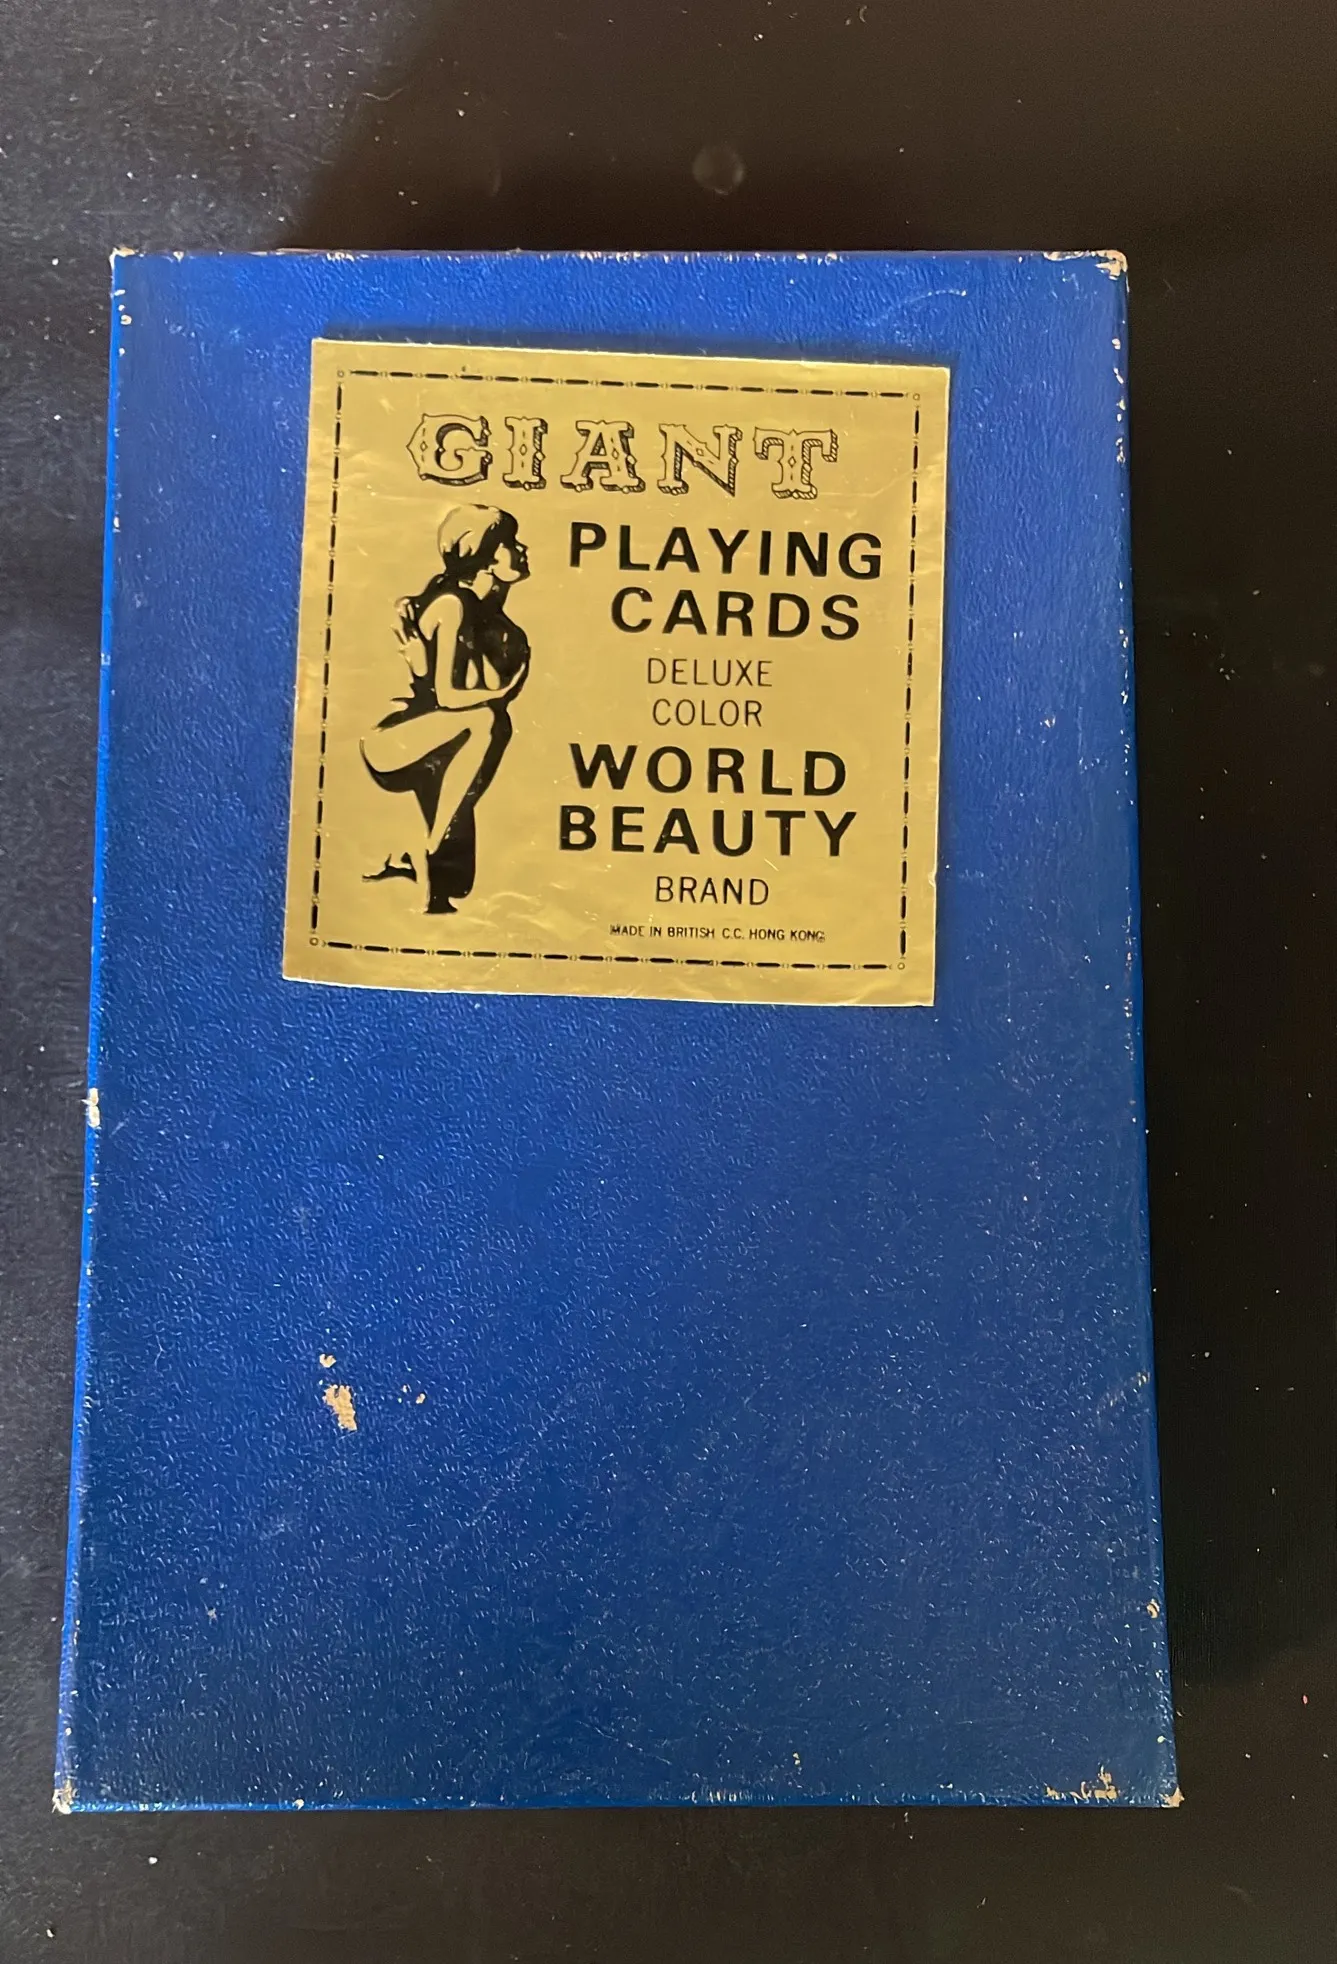 GIANT
PLAYING
CARDS
DELUXE
COLOR
WORLD
BEAUTY
BRAND
MADE IN BRITISH C.C. HONG KONG